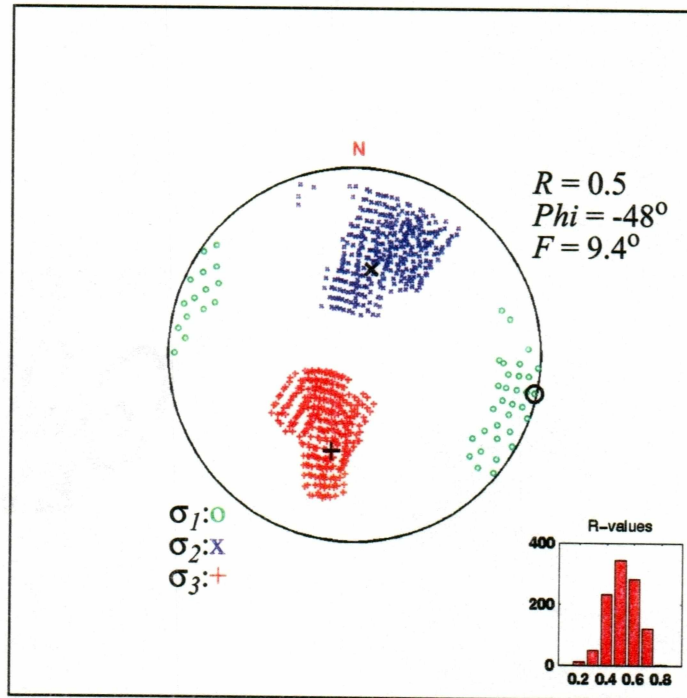 N
R = 0.5
Phi = -48°
F = 9.4°
σ1:o
σ2:x
σ3:+
R-values
400
200
0
0.2 0.4 0.6 0.8